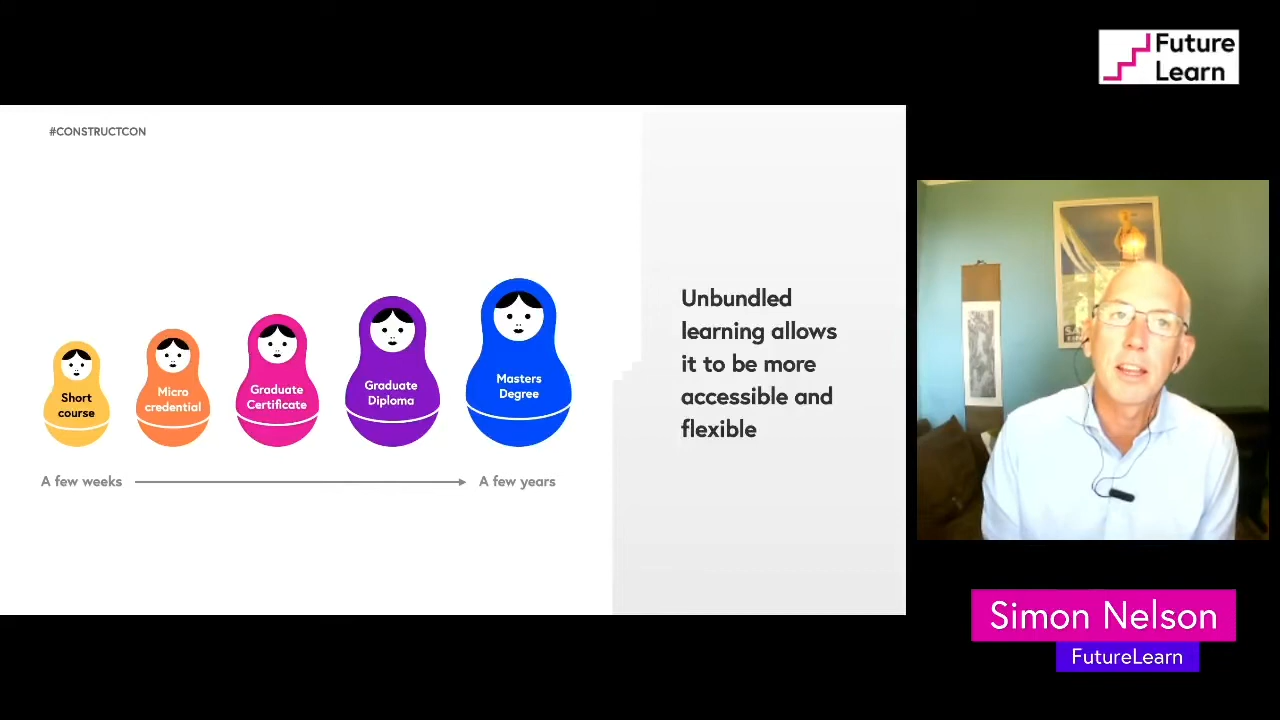 Future
Learn
#CONSTRUCTCON
Short
course
Micro
credential
Graduate
Certificate
Graduate
Diploma
Masters
Degree
A few weeks
A few years
Unbundled
learning allows
it to be more
accessible and
flexible
Simon Nelson
FutureLearn